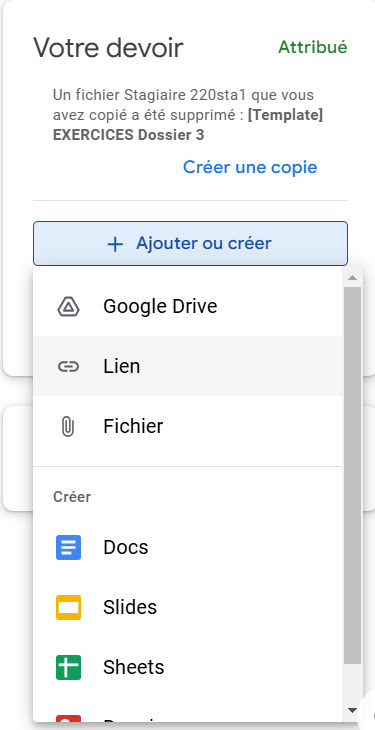 Votre devoir
Attribué
Un fichier Stagiaire 220sta1 que vous
avez copié a été supprimé : [Template]
EXERCICES Dossier 3
Créer une copie
+ Ajouter ou créer
Google Drive
Lien
Fichier
Créer
Docs
Slides
Sheets